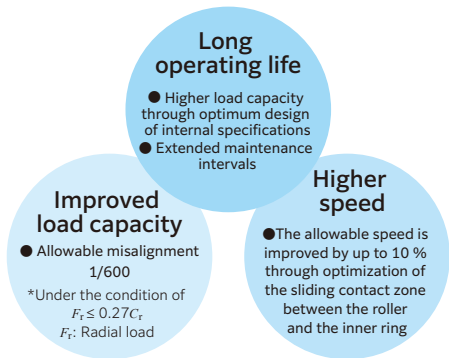 Long
operating life
● Higher load capacity
through optimum design
of internal specifications
● Extended maintenance
intervals
Improved
load capacity
● Allowable misalignment
1/600
*Under the condition of
Fr ≤ 0.27Cr
Fr: Radial load
Higher
speed
●The allowable speed is
improved by up to 10 %
through optimization of
the sliding contact zone
between the roller
and the inner ring